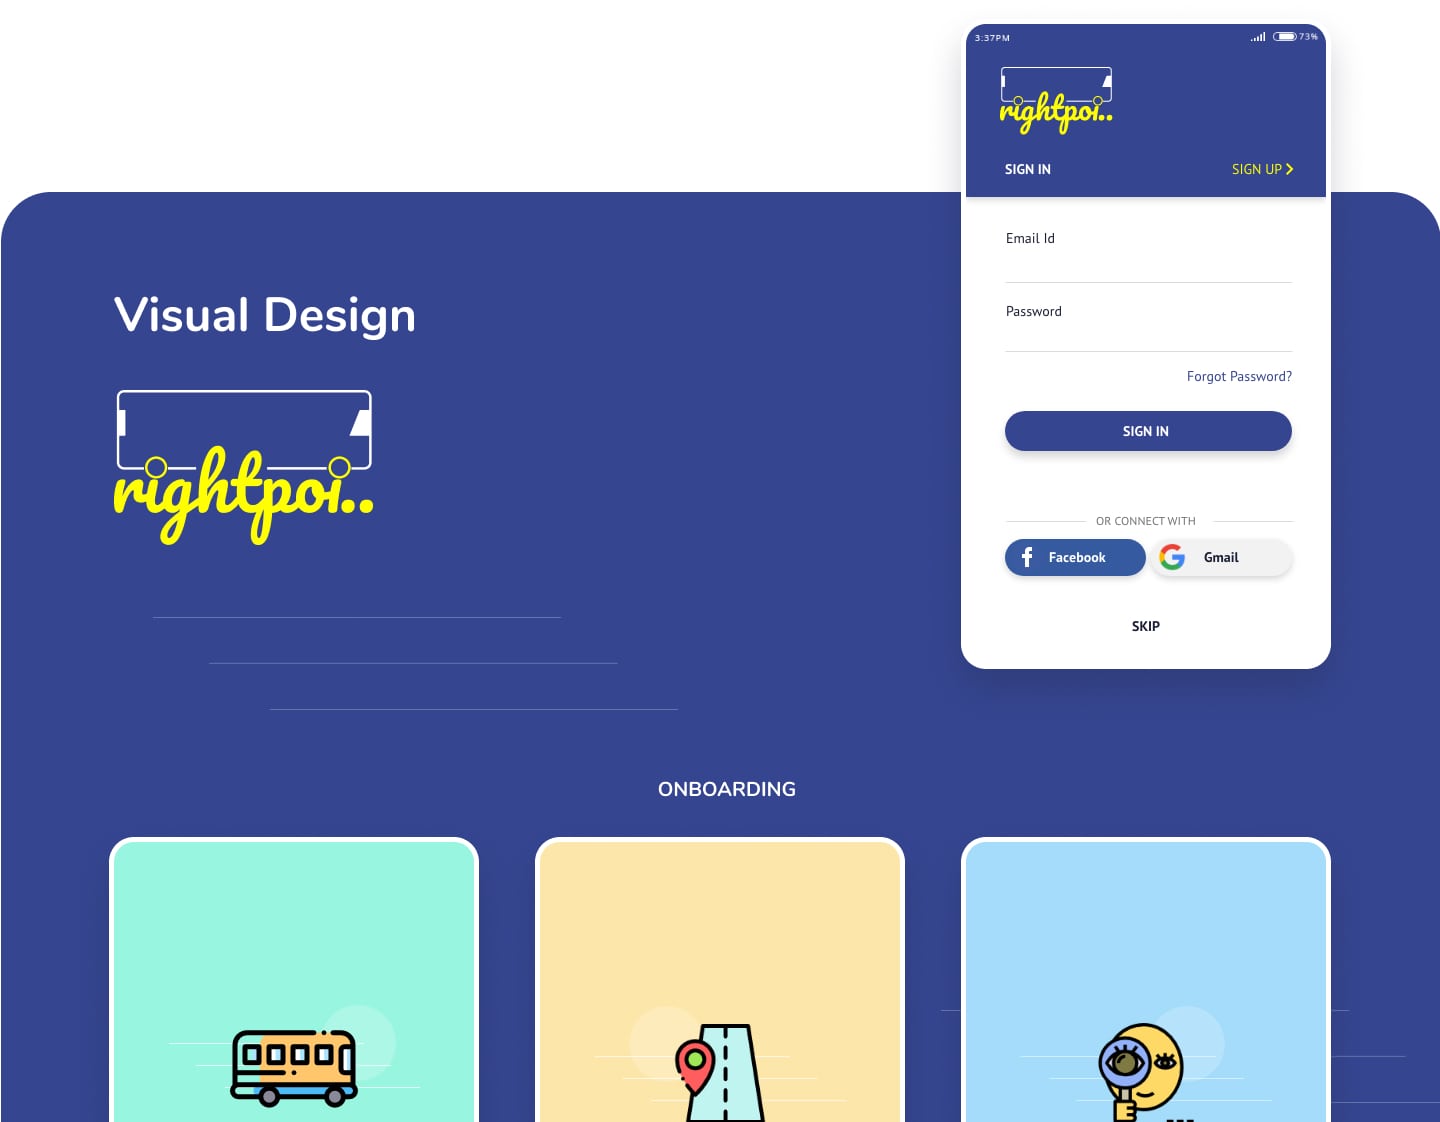 3:37PM
73%
rightpoi..
SIGN IN
SIGN UP
Email Id
Password
Forgot Password?
SIGN IN
OR CONNECT WITH
Facebook
Gmail
SKIP
Visual Design
rightpoi..
ONBOARDING